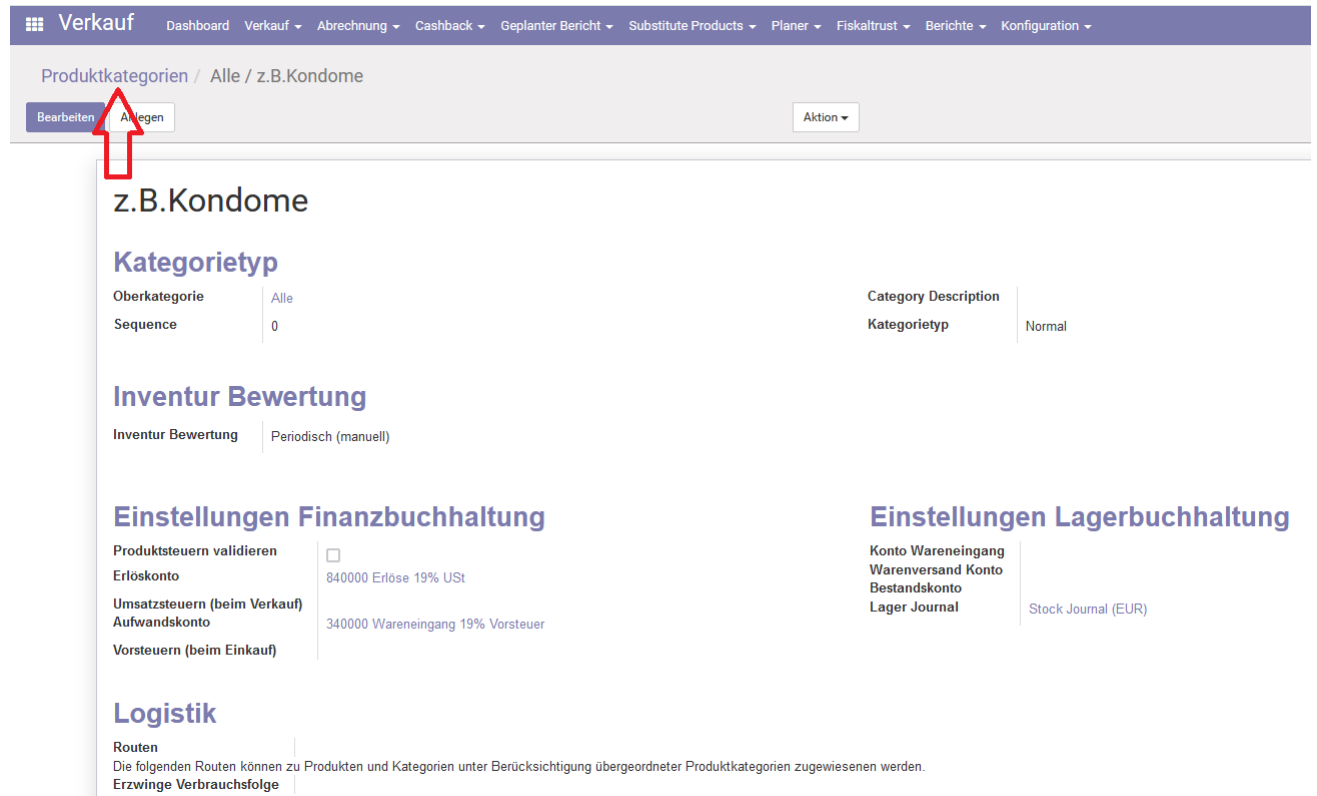 Verkauf Dashboard Verkauf Abrechnung Cashback Geplanter Bericht Substitute Products Planer Fiskaltrust Berichte Konfiguration
Produktkategorien / Alle / z.B.Kondome
Bearbeiten Anlegen Aktion
z.B.Kondome
Kategorietyp
Oberkategorie Alle Category Description
Sequence 0 Kategorietyp Normal
Inventur Bewertung
Inventur Bewertung Periodisch (manuell)
Einstellungen Finanzbuchhaltung Einstellungen Lagerbuchhaltung
Produktsteuern validieren Konto Wareneingang
Erlöskonto 840000 Erlöse 19% USt Warenversand Konto
Bestandskonto
Umsatzsteuern (beim Verkauf) Lager Journal Stock Journal (EUR)
Aufwandskonto 340000 Wareneingang 19% Vorsteuer
Vorsteuern (beim Einkauf)
Logistik
Routen
Die folgenden Routen können zu Produkten und Kategorien unter Berücksichtigung übergeordneter Produktkategorien zugewiesenen werden.
Erzwinge Verbrauchsfolge